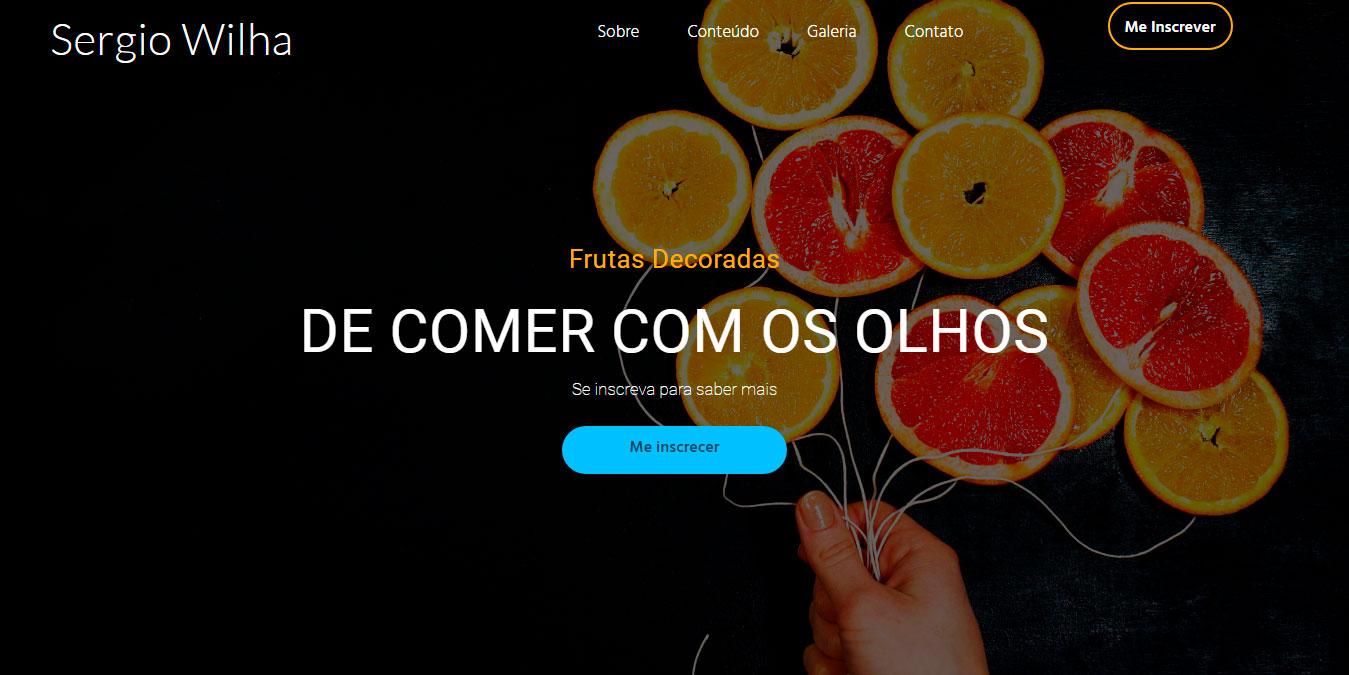 Sergio Wilha
Sobre Conteúdo Galeria Contato
Me Inscrever
Frutas Decoradas
DE COMER COM OS OLHOS
Se inscreva para saber mais
Me inscrecer